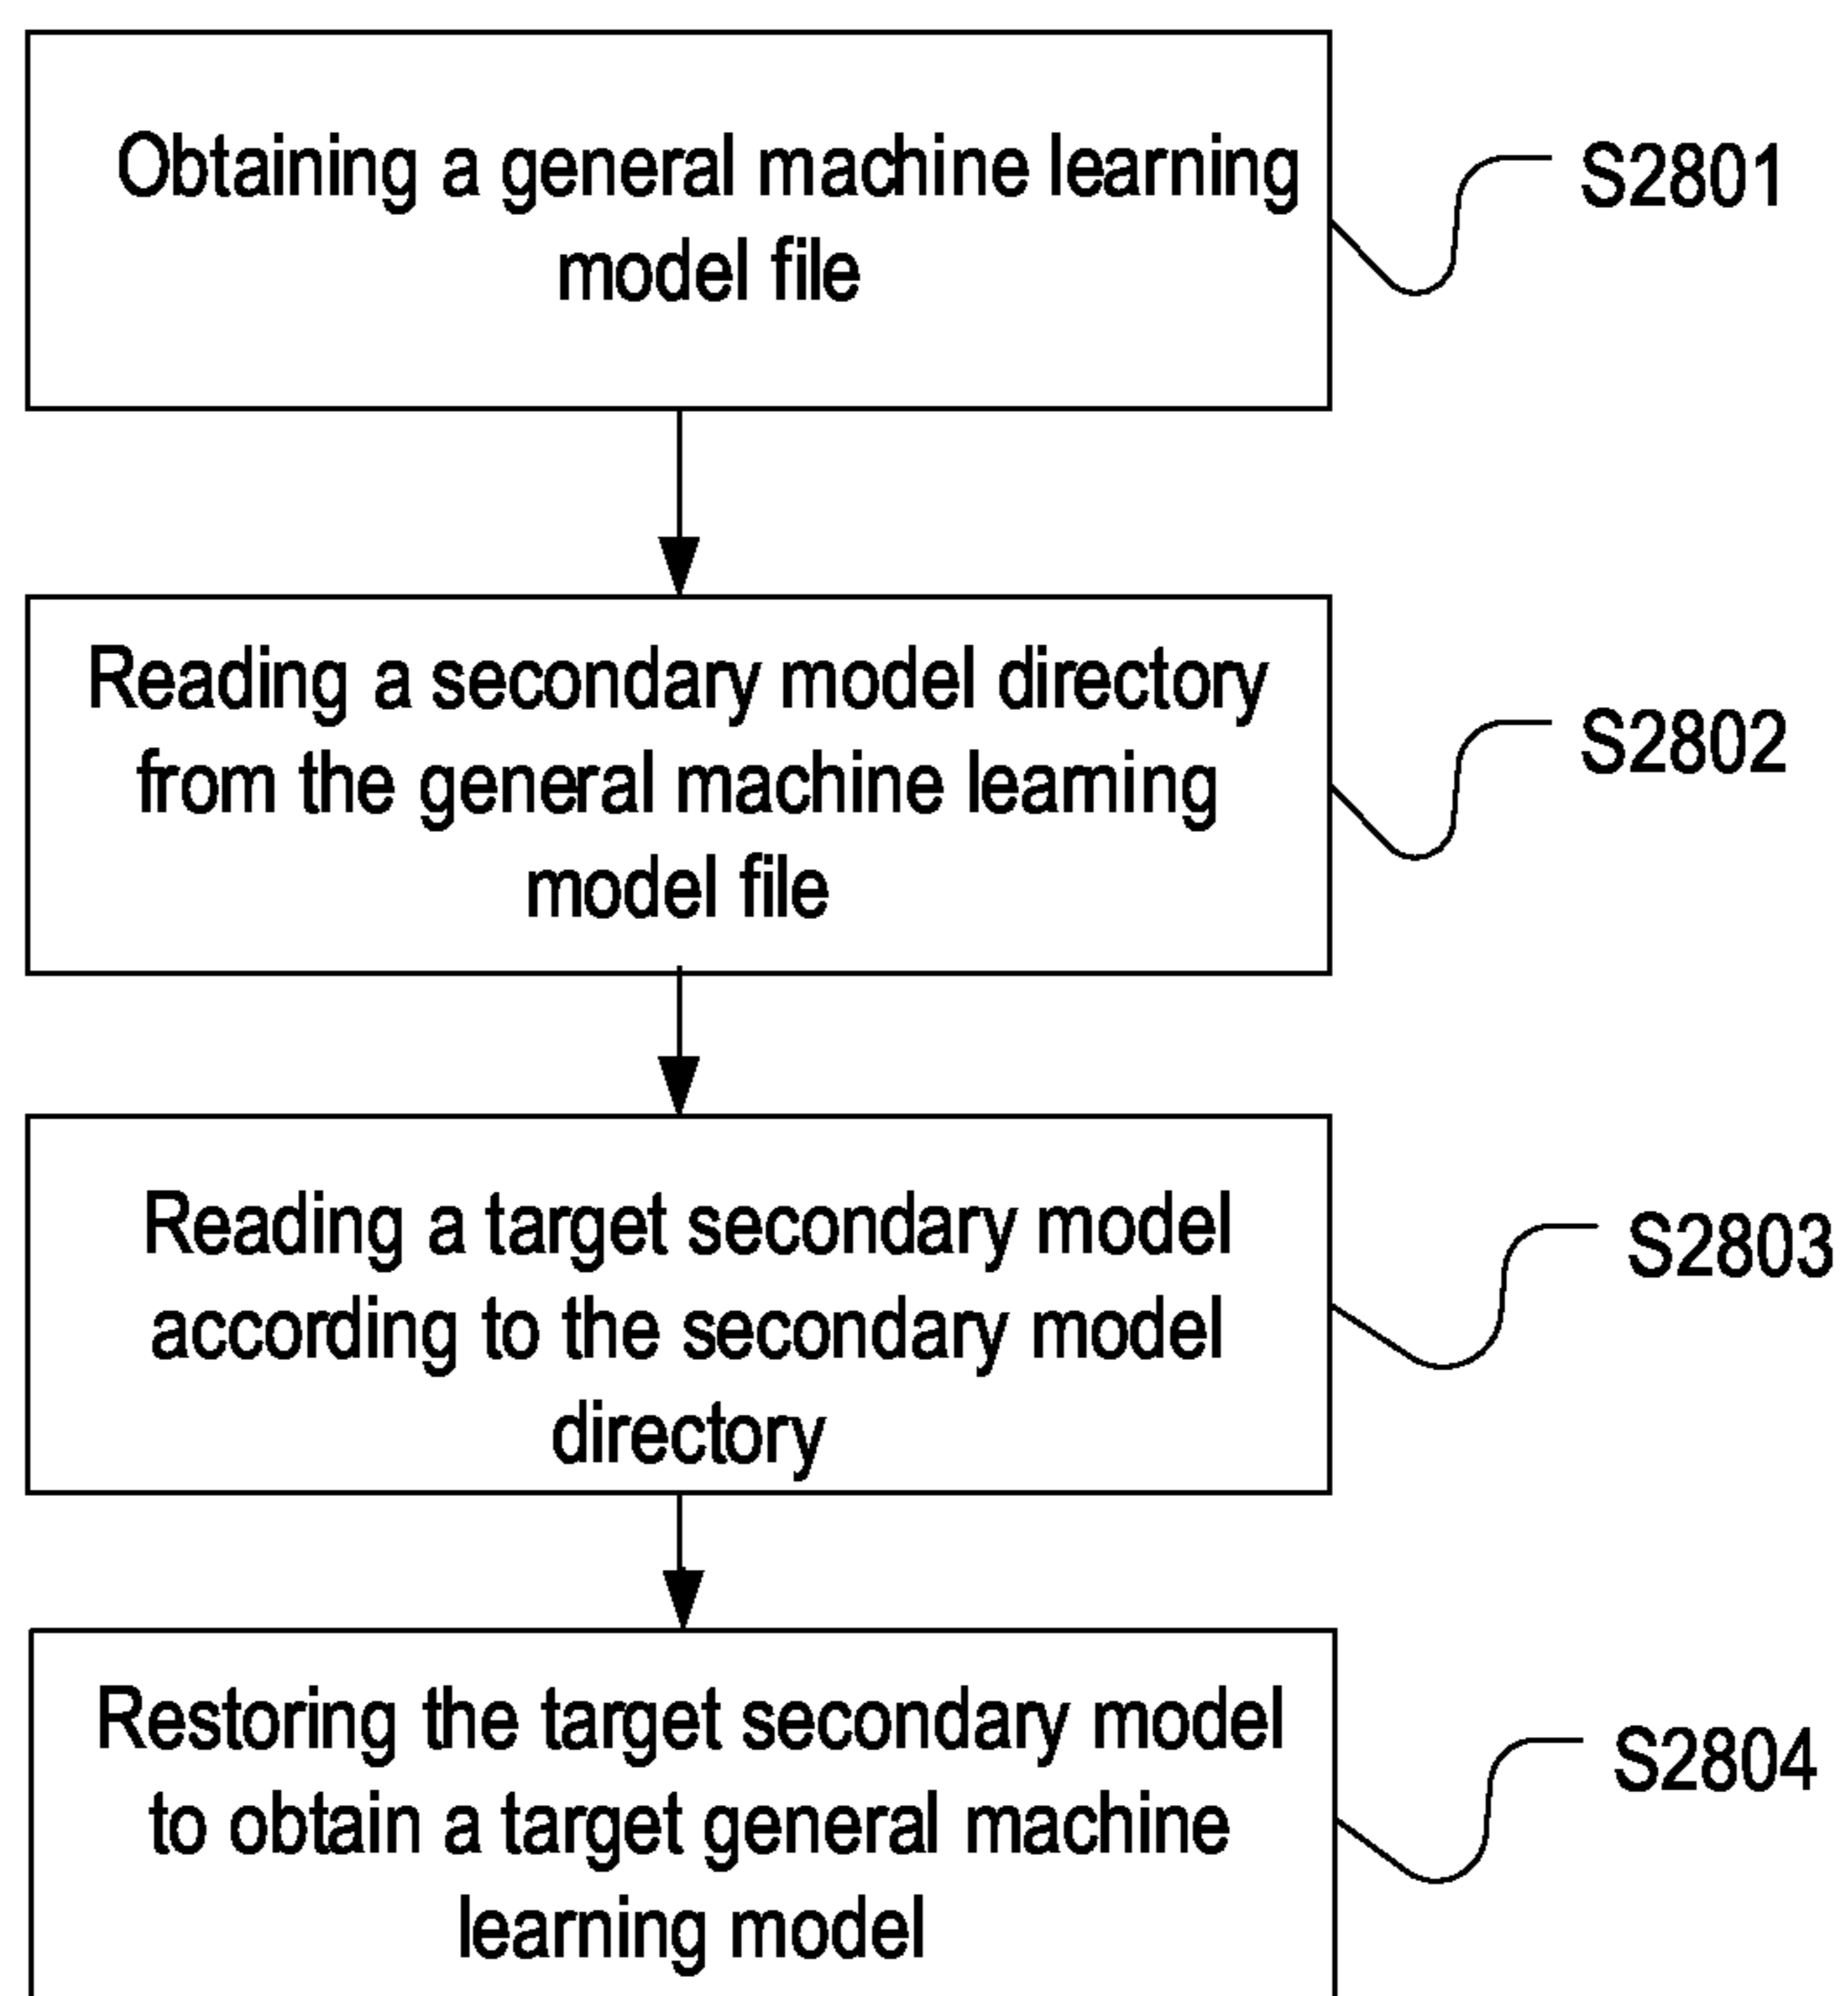 Obtaining a general machine learning
model file
S2801
Reading a secondary model directory
from the general machine learning
model file
S2802
Reading a target secondary model
according to the secondary model
directory
S2803
Restoring the target secondary model
to obtain a target general machine
learning model
S2804